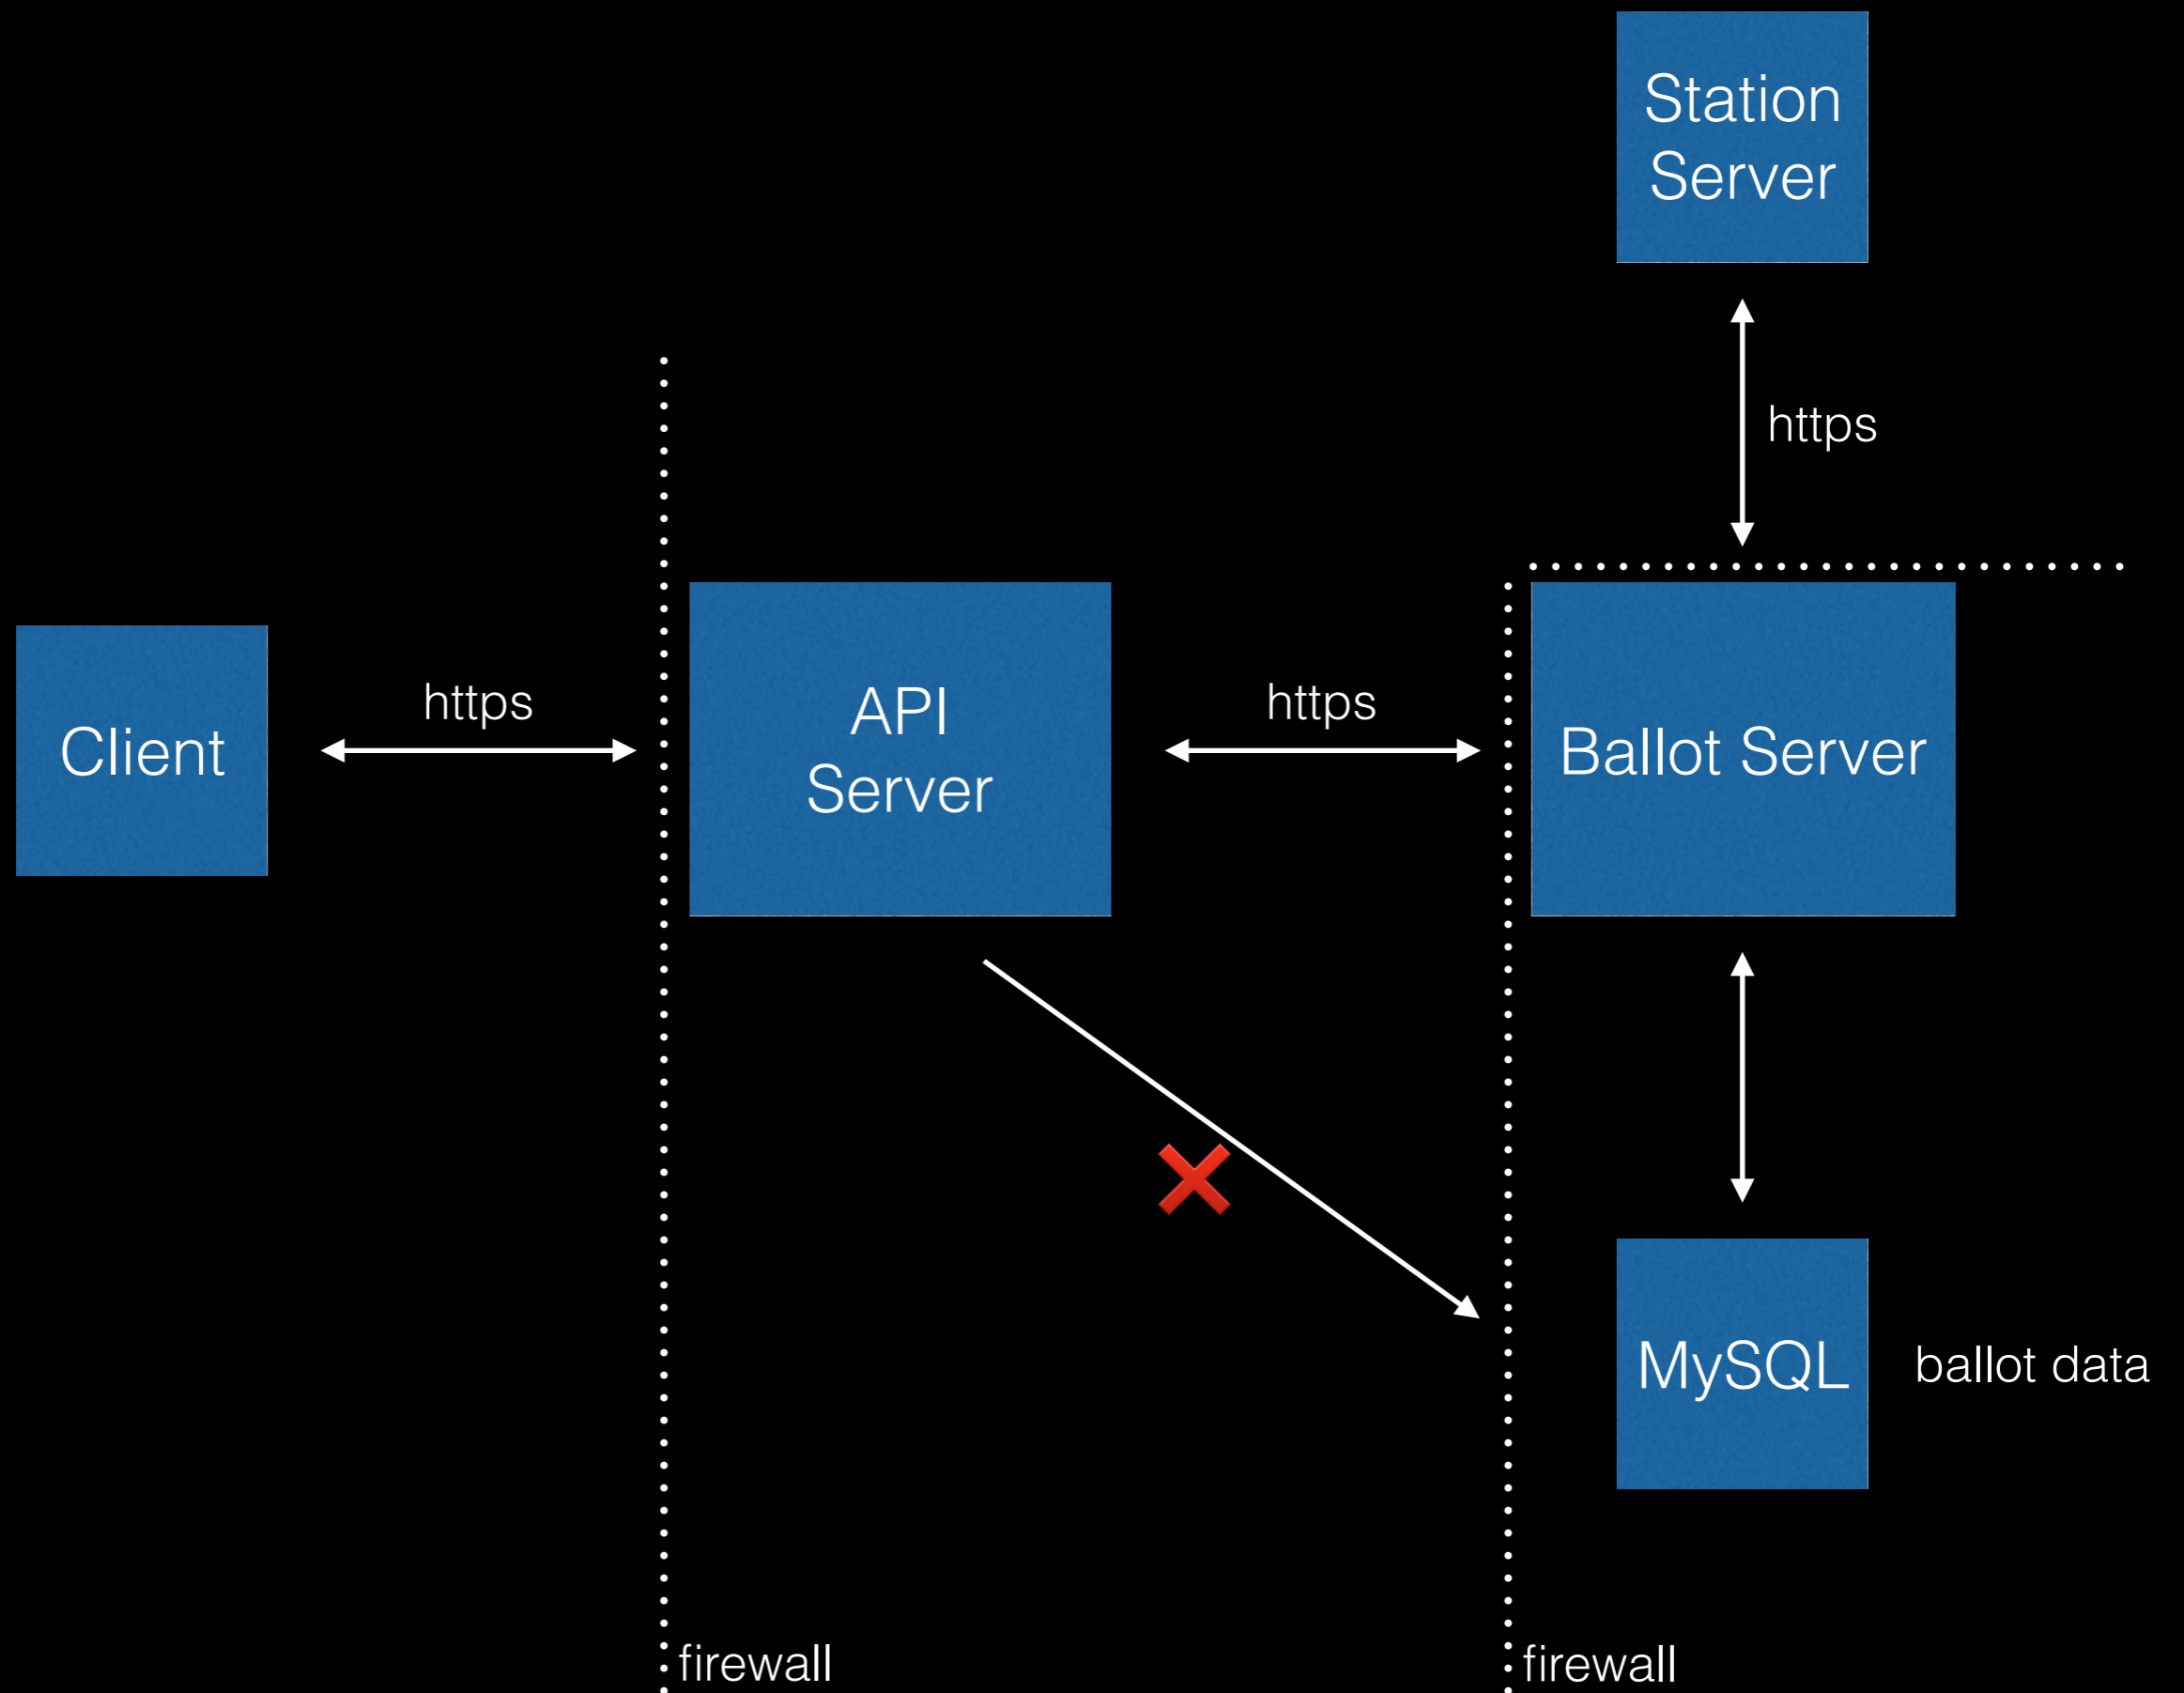 Station
Server
https
Client
https
API
Server
https
Ballot Server
MySQL
ballot data
firewall
firewall